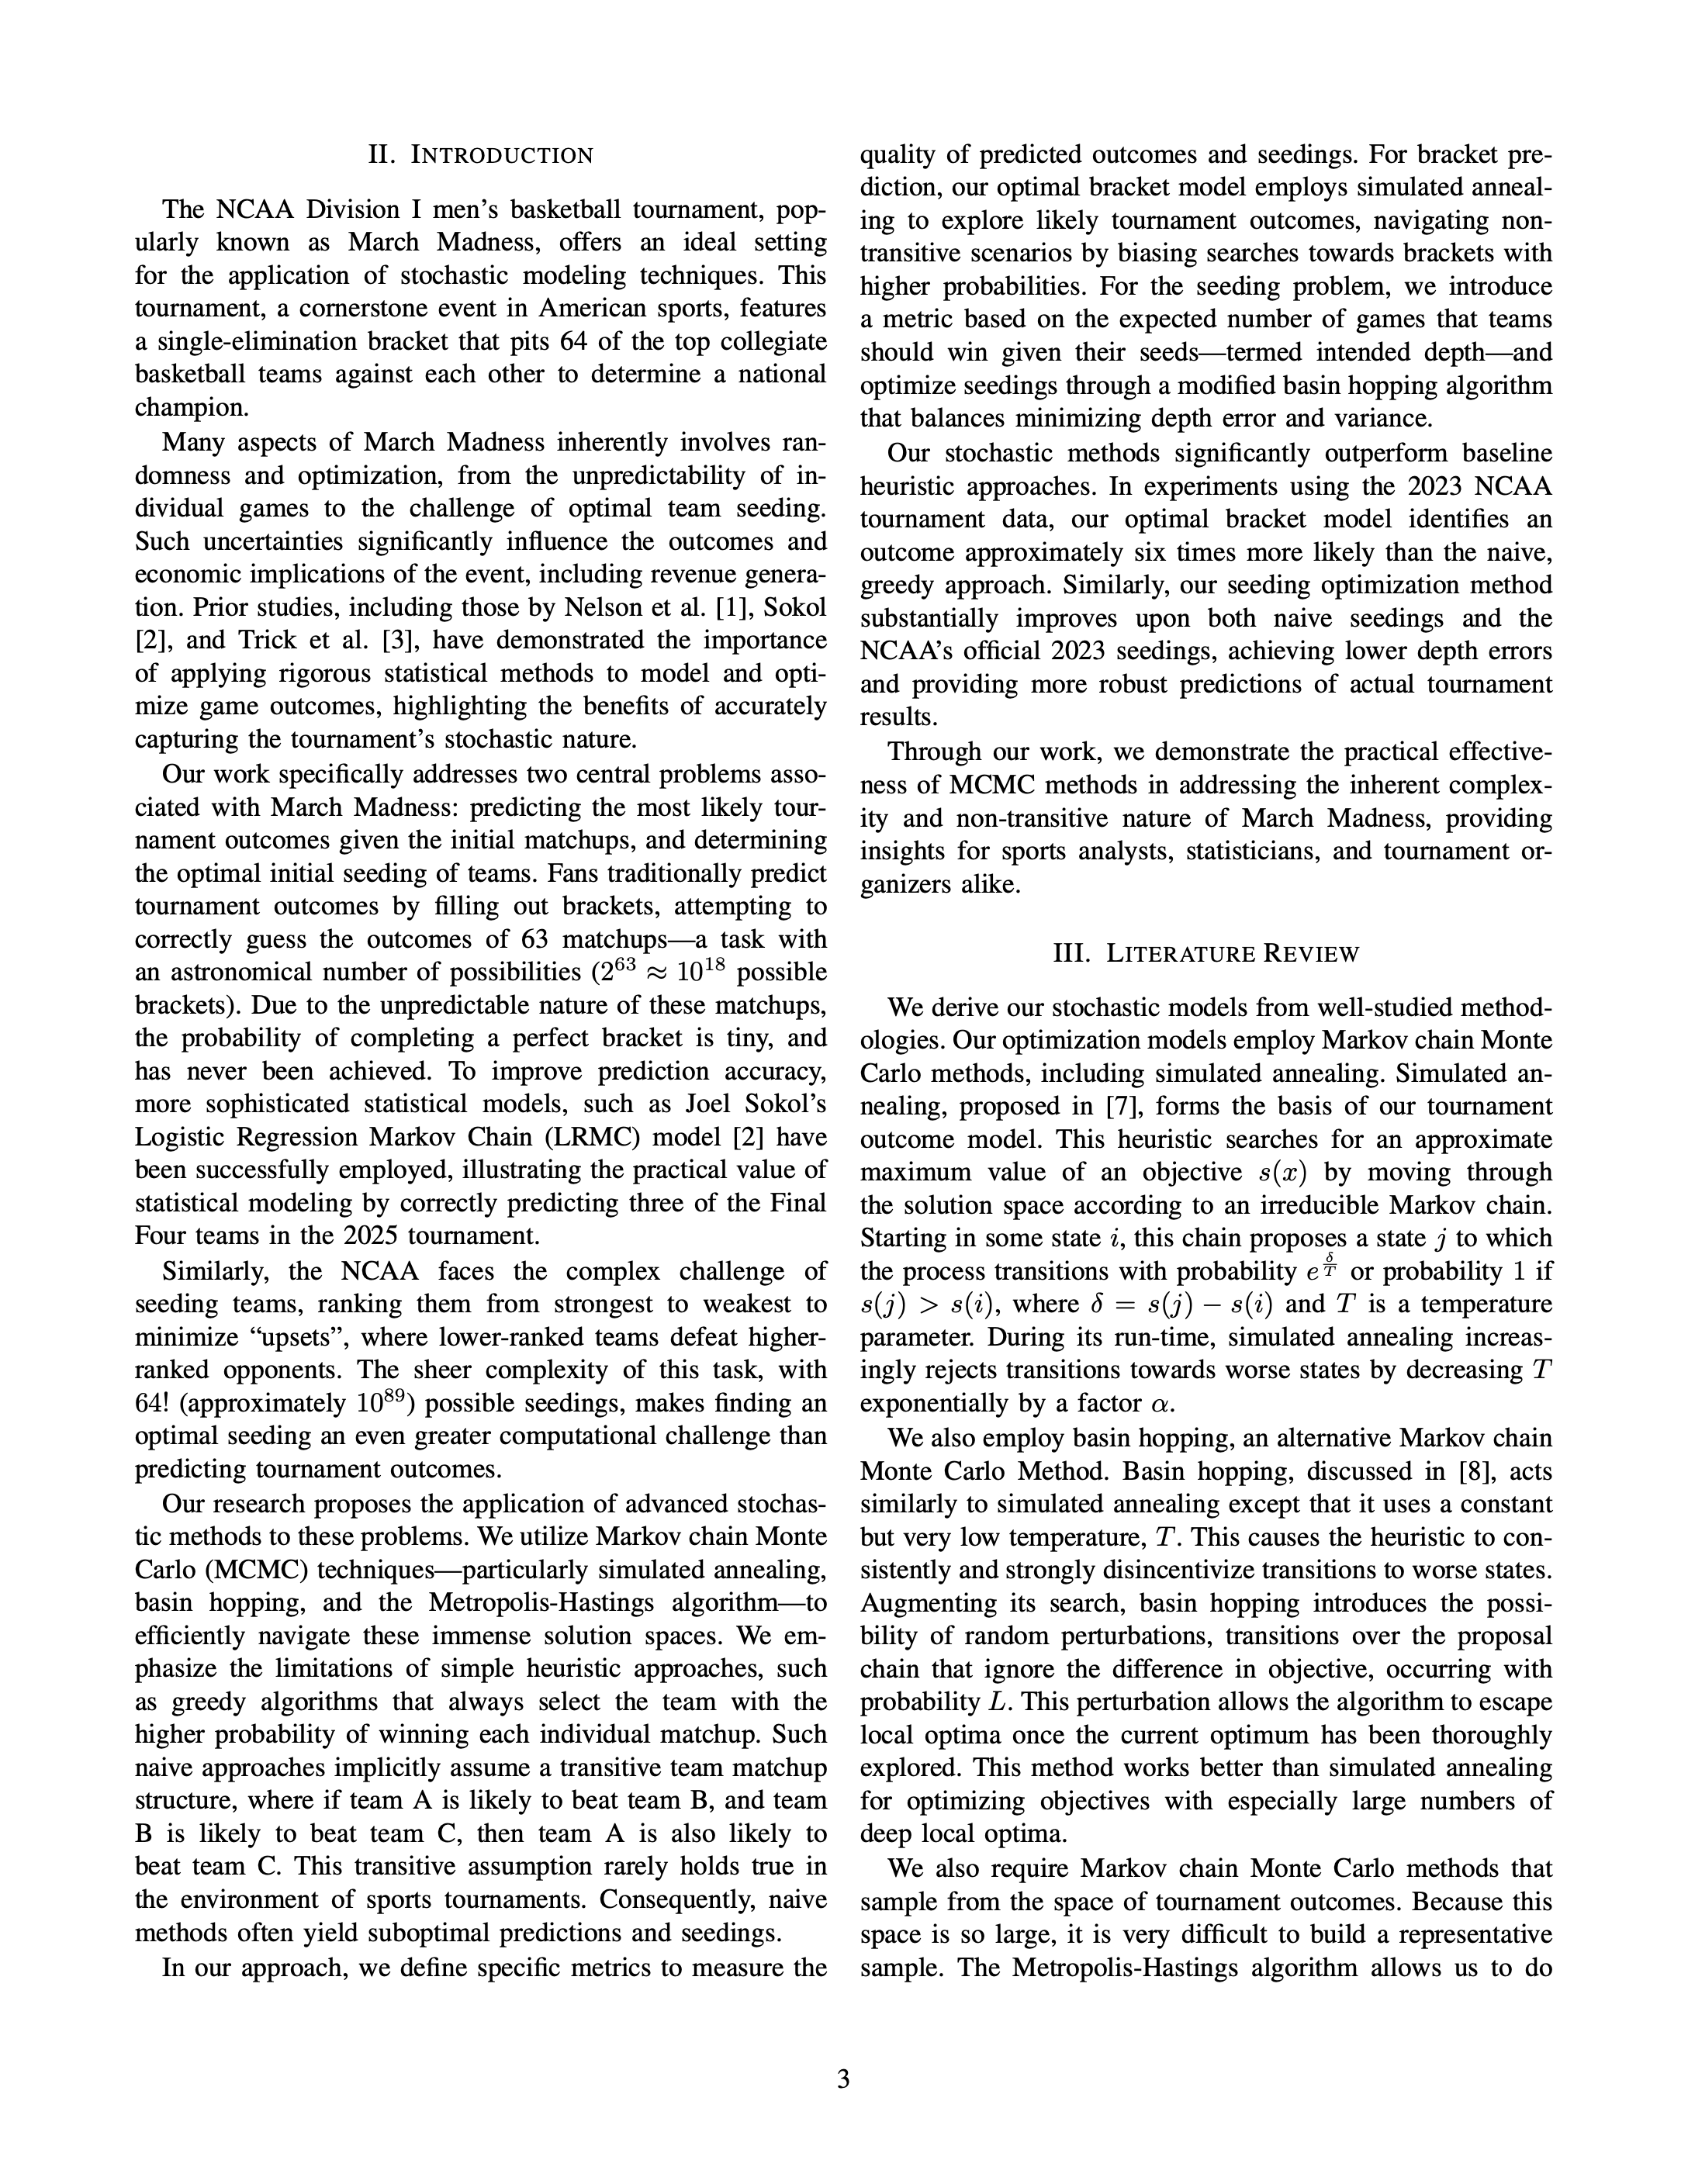 II. INTRODUCTION
The NCAA Division I men's basketball tournament, pop-
ularly known as March Madness, offers an ideal setting
for the application of stochastic modeling techniques. This
tournament, a cornerstone event in American sports, features
a single-elimination bracket that pits 64 of the top collegiate
basketball teams against each other to determine a national
champion.
Many aspects of March Madness inherently involves ran-
domness and optimization, from the unpredictability of in-
dividual games to the challenge of optimal team seeding.
Such uncertainties significantly influence the outcomes and
economic implications of the event, including revenue genera-
tion. Prior studies, including those by Nelson et al. [1], Sokol
[2], and Trick et al. [3], have demonstrated the importance
of applying rigorous statistical methods to model and opti-
mize game outcomes, highlighting the benefits of accurately
capturing the tournament's stochastic nature.
Our work specifically addresses two central problems asso-
ciated with March Madness: predicting the most likely tour-
nament outcomes given the initial matchups, and determining
the optimal initial seeding of teams. Fans traditionally predict
tournament outcomes by filling out brackets, attempting to
correctly guess the outcomes of 63 matchups—a task with
an astronomical number of possibilities (2⁶³ ≈ 10¹⁸ possible
brackets). Due to the unpredictable nature of these matchups,
the probability of completing a perfect bracket is tiny, and
has never been achieved. To improve prediction accuracy,
more sophisticated statistical models, such as Joel Sokol's
Logistic Regression Markov Chain (LRMC) model [2] have
been successfully employed, illustrating the practical value of
statistical modeling by correctly predicting three of the Final
Four teams in the 2025 tournament.
Similarly, the NCAA faces the complex challenge of
seeding teams, ranking them from strongest to weakest to
minimize “upsets”, where lower-ranked teams defeat higher-
ranked opponents. The sheer complexity of this task, with
64! (approximately 10⁸⁹) possible seedings, makes finding an
optimal seeding an even greater computational challenge than
predicting tournament outcomes.
Our research proposes the application of advanced stochas-
tic methods to these problems. We utilize Markov chain Monte
Carlo (MCMC) techniques—particularly simulated annealing,
basin hopping, and the Metropolis-Hastings algorithm—to
efficiently navigate these immense solution spaces. We em-
phasize the limitations of simple heuristic approaches, such
as greedy algorithms that always select the team with the
higher probability of winning each individual matchup. Such
naive approaches implicitly assume a transitive team matchup
structure, where if team A is likely to beat team B, and team
B is likely to beat team C, then team A is also likely to
beat team C. This transitive assumption rarely holds true in
the environment of sports tournaments. Consequently, naive
methods often yield suboptimal predictions and seedings.
In our approach, we define specific metrics to measure the
quality of predicted outcomes and seedings. For bracket pre-
diction, our optimal bracket model employs simulated anneal-
ing to explore likely tournament outcomes, navigating non-
transitive scenarios by biasing searches towards brackets with
higher probabilities. For the seeding problem, we introduce
a metric based on the expected number of games that teams
should win given their seeds—termed intended depth—and
optimize seedings through a modified basin hopping algorithm
that balances minimizing depth error and variance.
Our stochastic methods significantly outperform baseline
heuristic approaches. In experiments using the 2023 NCAA
tournament data, our optimal bracket model identifies an
outcome approximately six times more likely than the naive,
greedy approach. Similarly, our seeding optimization method
substantially improves upon both naive seedings and the
NCAA's official 2023 seedings, achieving lower depth errors
and providing more robust predictions of actual tournament
results.
Through our work, we demonstrate the practical effective-
ness of MCMC methods in addressing the inherent complex-
ity and non-transitive nature of March Madness, providing
insights for sports analysts, statisticians, and tournament or-
ganizers alike.
III. LITERATURE REVIEW
We derive our stochastic models from well-studied method-
ologies. Our optimization models employ Markov chain Monte
Carlo methods, including simulated annealing. Simulated an-
nealing, proposed in [7], forms the basis of our tournament
outcome model. This heuristic searches for an approximate
maximum value of an objective s(x) by moving through
the solution space according to an irreducible Markov chain.
Starting in some state i, this chain proposes a state j to which
the process transitions with probability e^(δ/T) or probability 1 if
s(j) > s(i), where δ = s(j) − s(i) and T is a temperature
parameter. During its run-time, simulated annealing increas-
ingly rejects transitions towards worse states by decreasing T
exponentially by a factor α.
We also employ basin hopping, an alternative Markov chain
Monte Carlo Method. Basin hopping, discussed in [8], acts
similarly to simulated annealing except that it uses a constant
but very low temperature, T. This causes the heuristic to con-
sistently and strongly disincentivize transitions to worse states.
Augmenting its search, basin hopping introduces the possi-
bility of random perturbations, transitions over the proposal
chain that ignore the difference in objective, occurring with
probability L. This perturbation allows the algorithm to escape
local optima once the current optimum has been thoroughly
explored. This method works better than simulated annealing
for optimizing objectives with especially large numbers of
deep local optima.
We also require Markov chain Monte Carlo methods that
sample from the space of tournament outcomes. Because this
space is so large, it is very difficult to build a representative
sample. The Metropolis-Hastings algorithm allows us to do
3